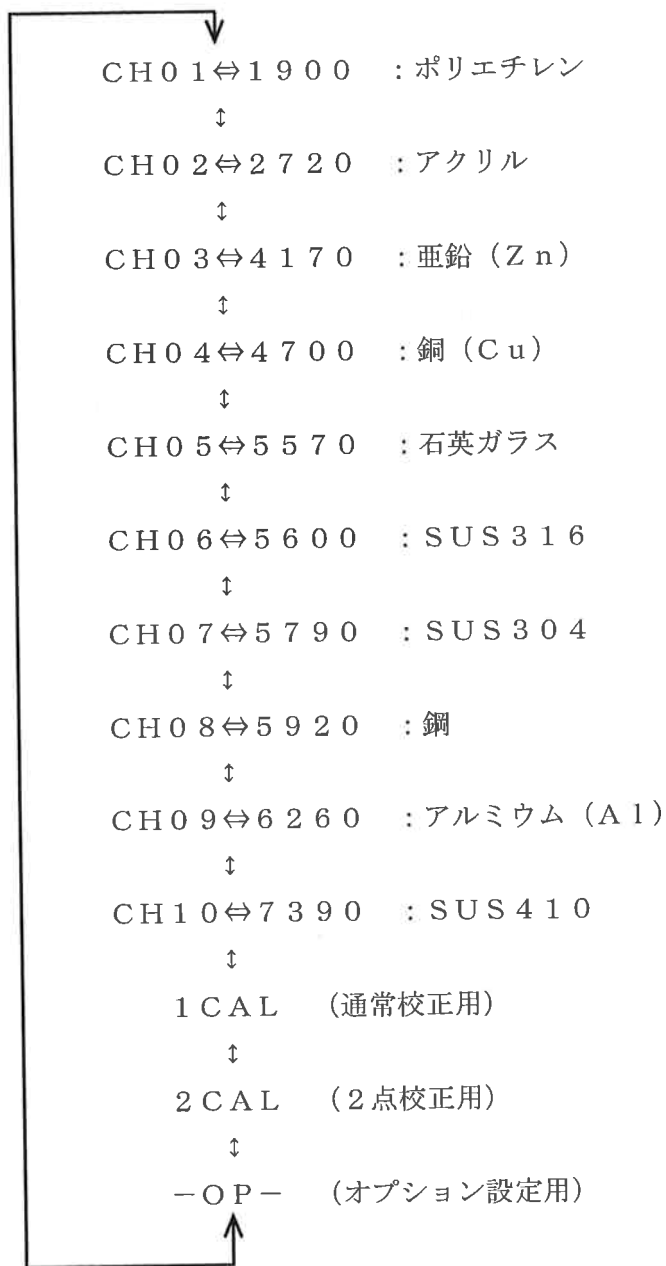 CH01⇔1900 :ポリエチレン
↕
CH02⇔2720 :アクリル
↕
CH03⇔4170 :亜鉛(Zn)
↕
CH04⇔4700 :銅(Cu)
↕
CH05⇔5570 :石英ガラス
↕
CH06⇔5600 :SUS316
↕
CH07⇔5790 :SUS304
↕
CH08⇔5920 :鋼
↕
CH09⇔6260 :アルミウム(Al)
↕
CH10⇔7390 :SUS410
↕
1CAL (通常校正用)
↕
2CAL (2点校正用)
↕
-OP- (オプション設定用)